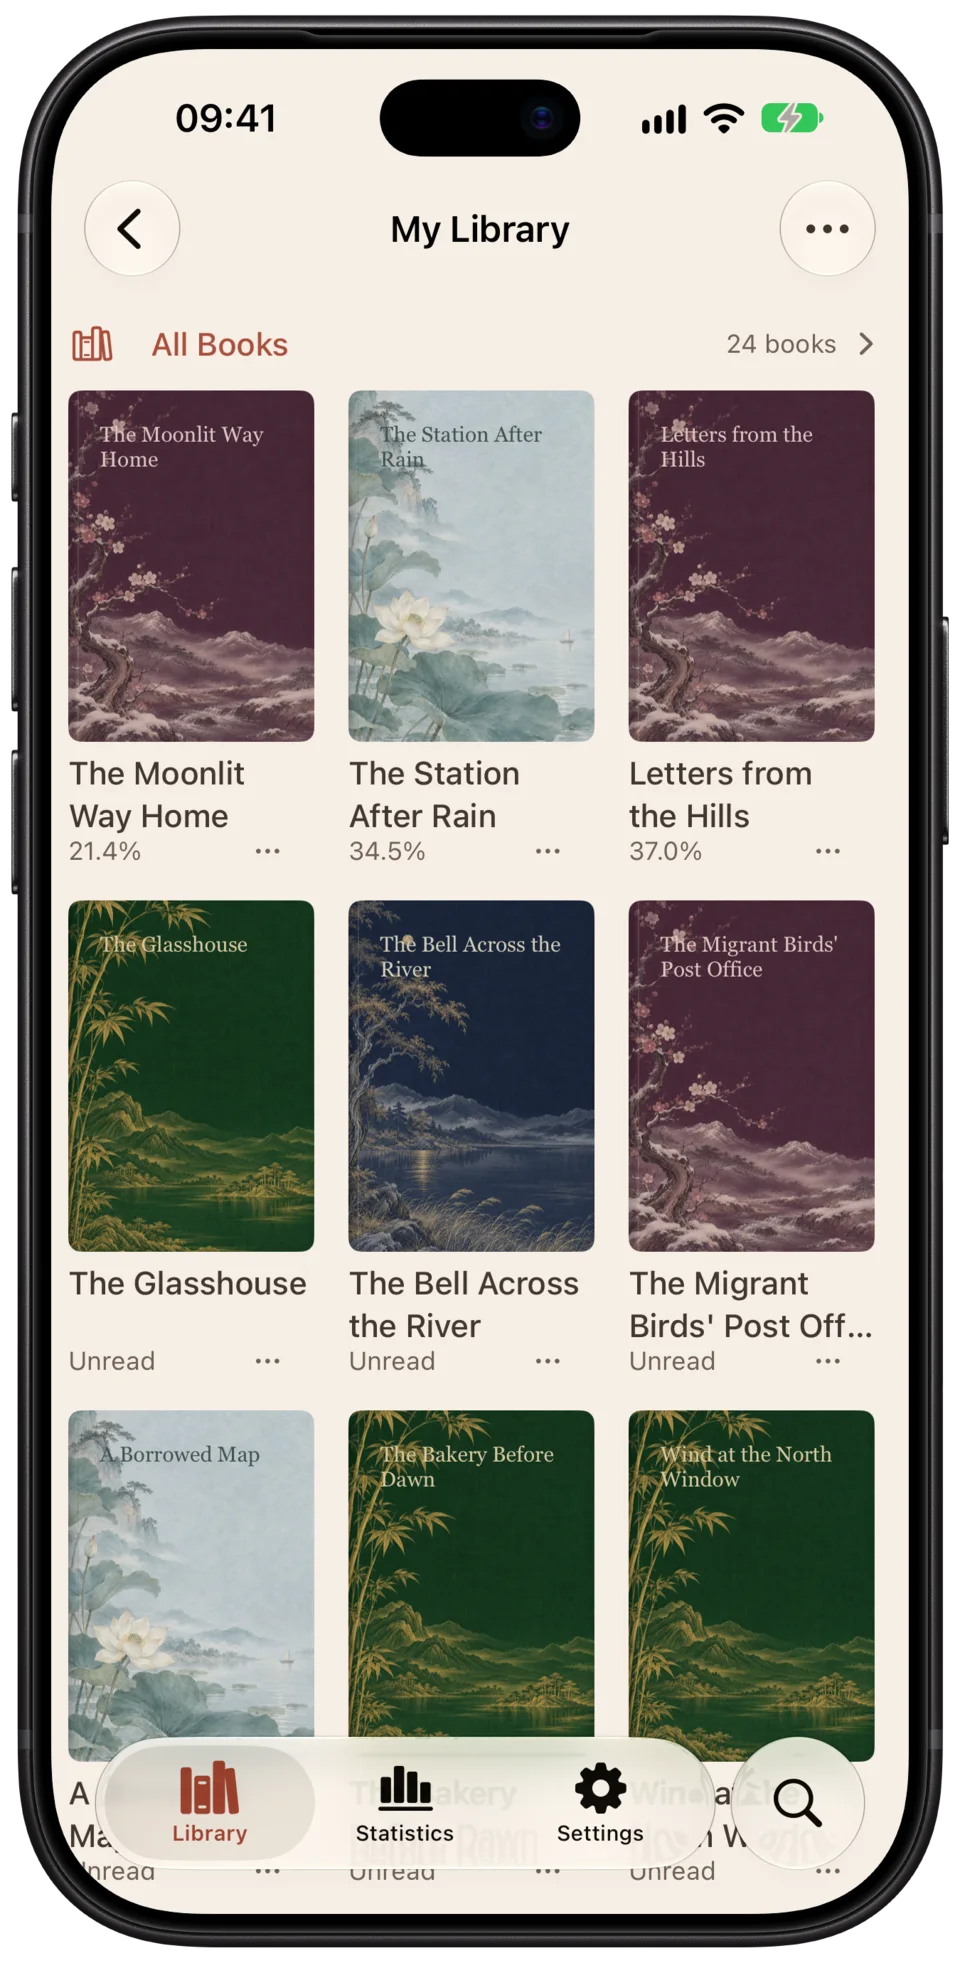 09:41
My Library
All Books
24 books
The Moonlit Way
Home
The Station After
Rain
Letters from the
Hills
The Moonlit
Way Home
The Station
After Rain
Letters from
the Hills
21.4%
34.5%
37.0%
The Glasshouse
The Bell Across the
River
The Migrant Birds'
Post Office
The Glasshouse
The Bell Across
the River
The Migrant
Birds' Post Off...
Unread
Unread
Unread
A Borrowed Map
The Bakery Before
Dawn
Wind at the North
Window
A
Library
Statistics
Settings
Unread
Unread
Unread